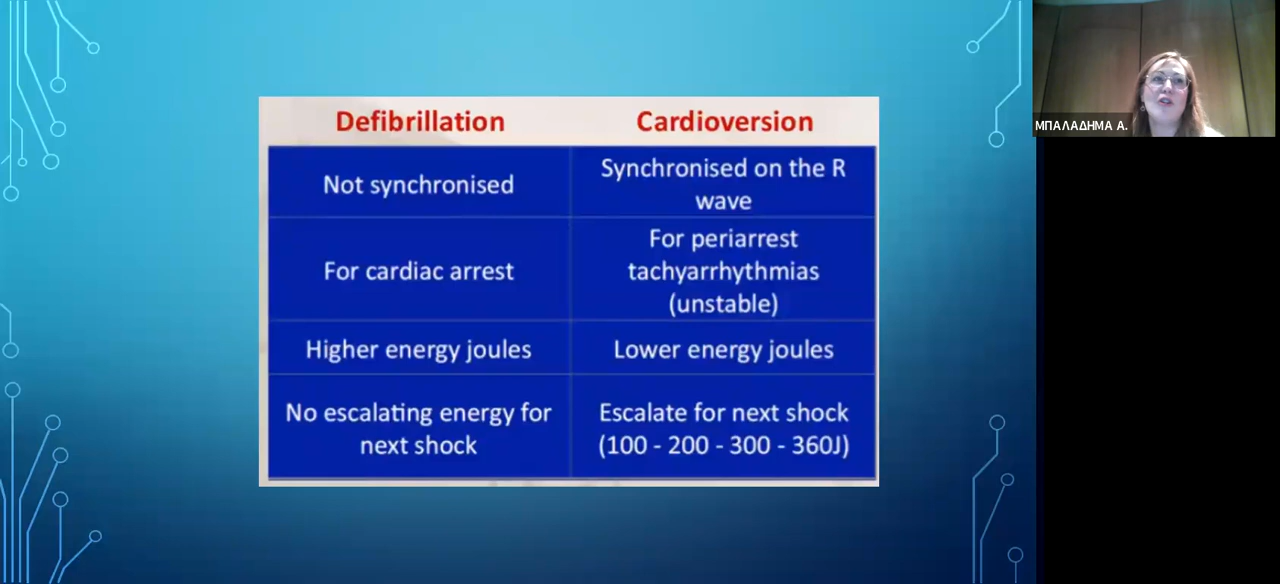 Defibrillation
Cardioversion
Not synchronised
Synchronised on the R
wave
For cardiac arrest
For periarrest
tachyarrhythmias
(unstable)
Higher energy joules
Lower energy joules
No escalating energy for
next shock
Escalate for next shock
(100 - 200 - 300 - 360J)
ΜΠΑΛΑΔΗΜΑ Α.